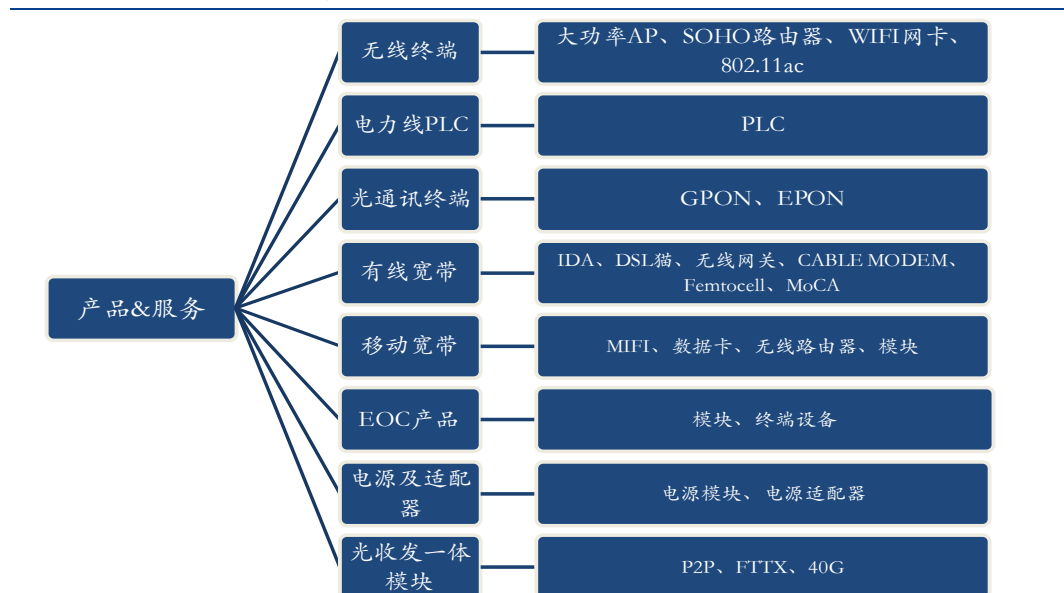 产品&服务
无线终端
大功率AP、SOHO路由器、WIFI网卡、
802.11ac
电力线PLC
PLC
光通讯终端
GPON、EPON
有线宽带
IDA、DSL猫、无线网关、CABLE MODEM、
Femtocell、MoCA
移动宽带
MIFI、数据卡、无线路由器、模块
EOC产品
模块、终端设备
电源及适配
器
电源模块、电源适配器
光收发一体
模块
P2P、FTTX、40G